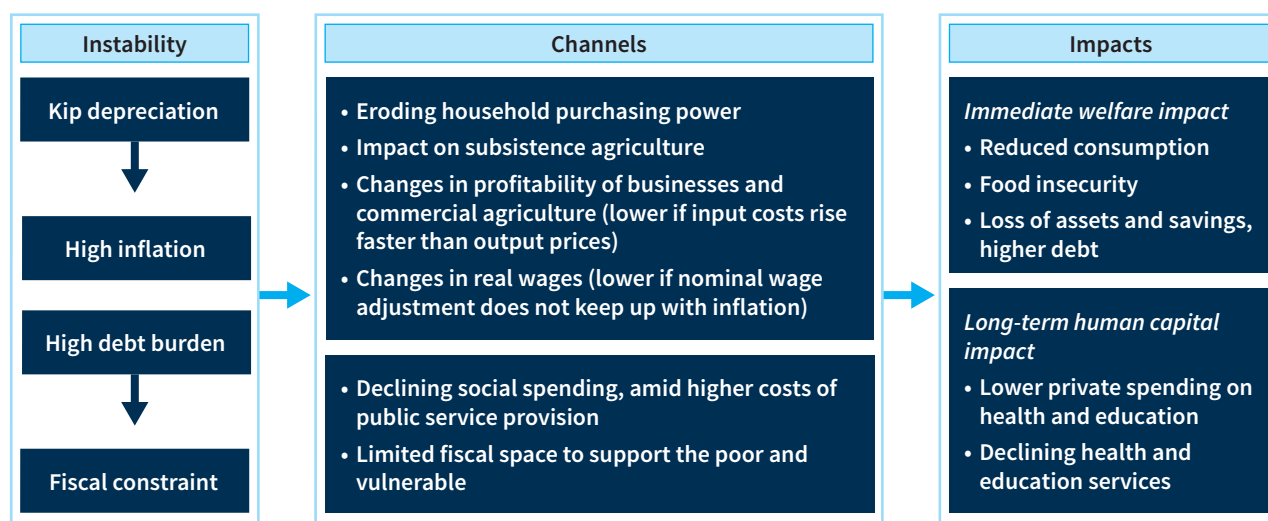 Instability
Kip depreciation
High inflation
High debt burden
Fiscal constraint
Channels
• Eroding household purchasing power
• Impact on subsistence agriculture
• Changes in profitability of businesses and
commercial agriculture (lower if input costs rise
faster than output prices)
• Changes in real wages (lower if nominal wage
adjustment does not keep up with inflation)
• Declining social spending, amid higher costs of
public service provision
• Limited fiscal space to support the poor and
vulnerable
Impacts
Immediate welfare impact
• Reduced consumption
• Food insecurity
• Loss of assets and savings,
higher debt
Long-term human capital
impact
• Lower private spending on
health and education
• Declining health and
education services